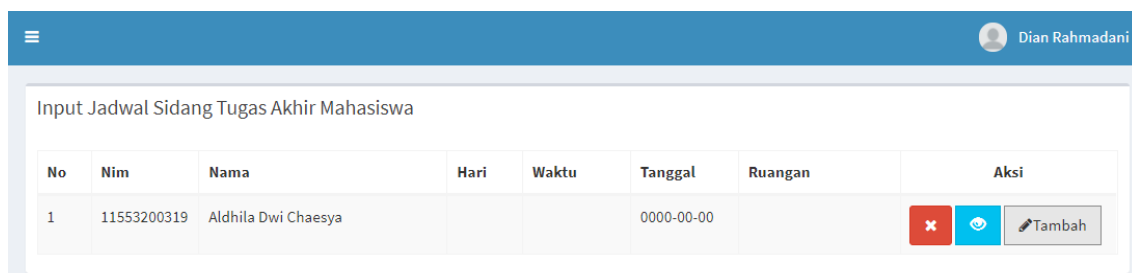 Dian Rahmadani
Input Jadwal Sidang Tugas Akhir Mahasiswa
No Nim Nama Hari Waktu Tanggal Ruangan Aksi
1 11553200319 Aldhila Dwi Chaesya 0000-00-00 Tambah